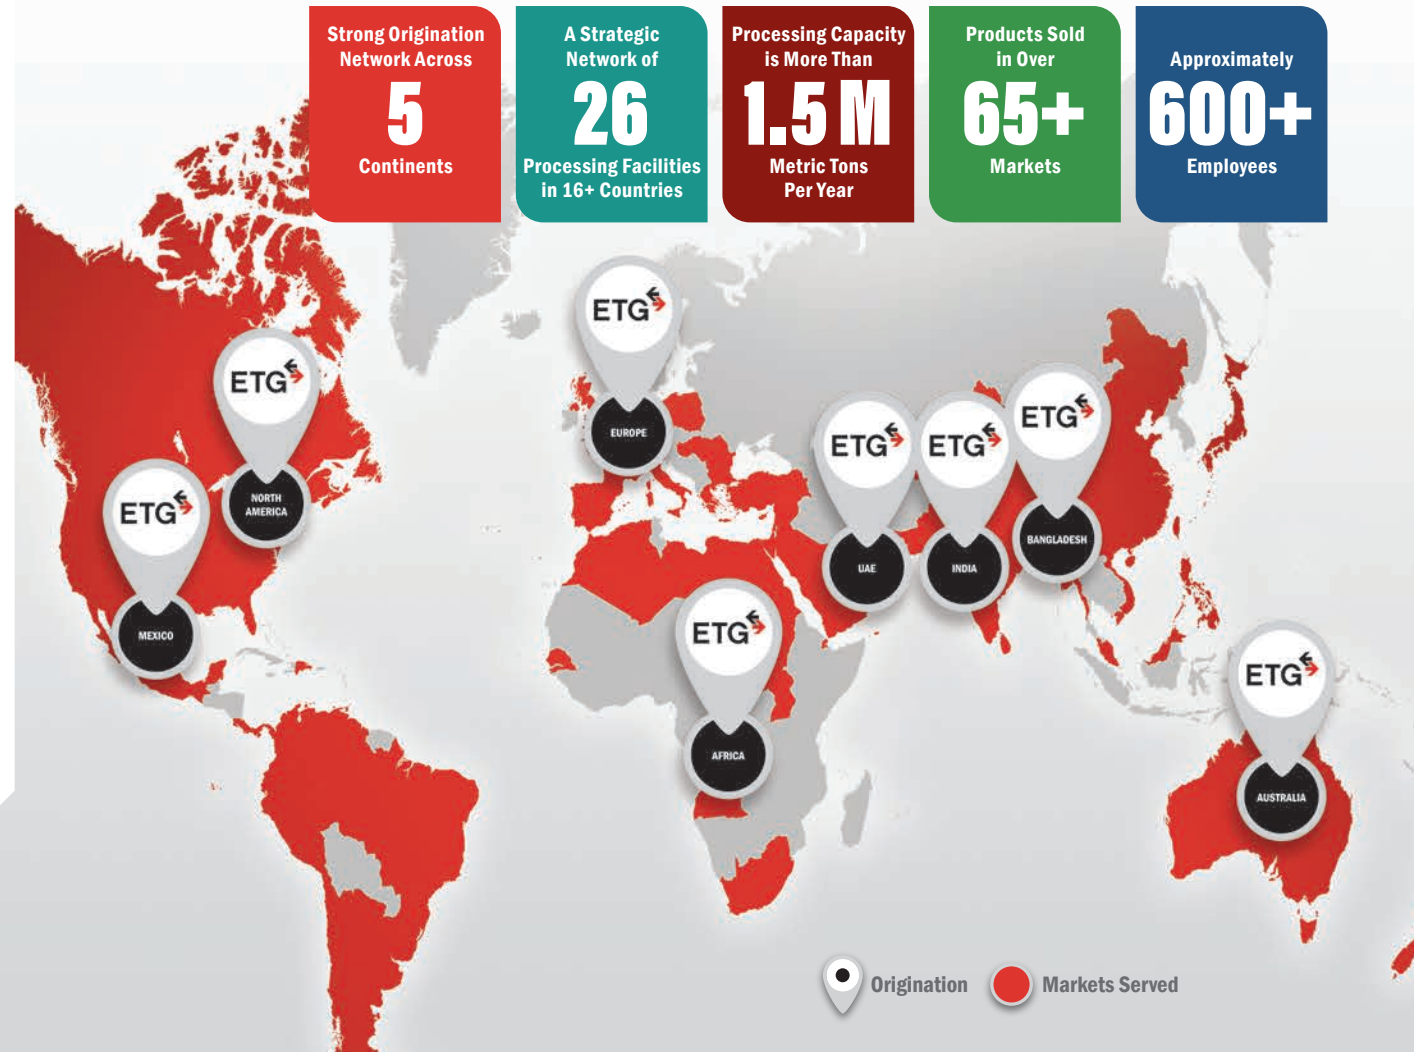 Strong Origination
Network Across
5
Continents
A Strategic
Network of
26
Processing Facilities
in 16+ Countries
Processing Capacity
is More Than
1.5 M
Metric Tons
Per Year
Products Sold
in Over
65+
Markets
Approximately
600+
Employees
ETG
EUROPE
ETG
NORTH
AMERICA
ETG
MEXICO
ETG
UAE
ETG
INDIA
ETG
BANGLADESH
ETG
AFRICA
ETG
AUSTRALIA
Origination
Markets Served